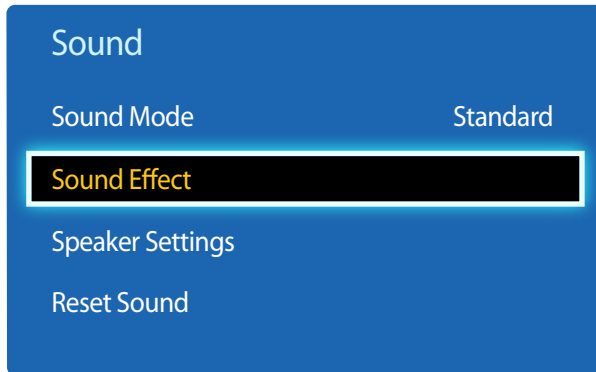 Sound
Sound Mode Standard
Sound Effect
Speaker Settings
Reset Sound